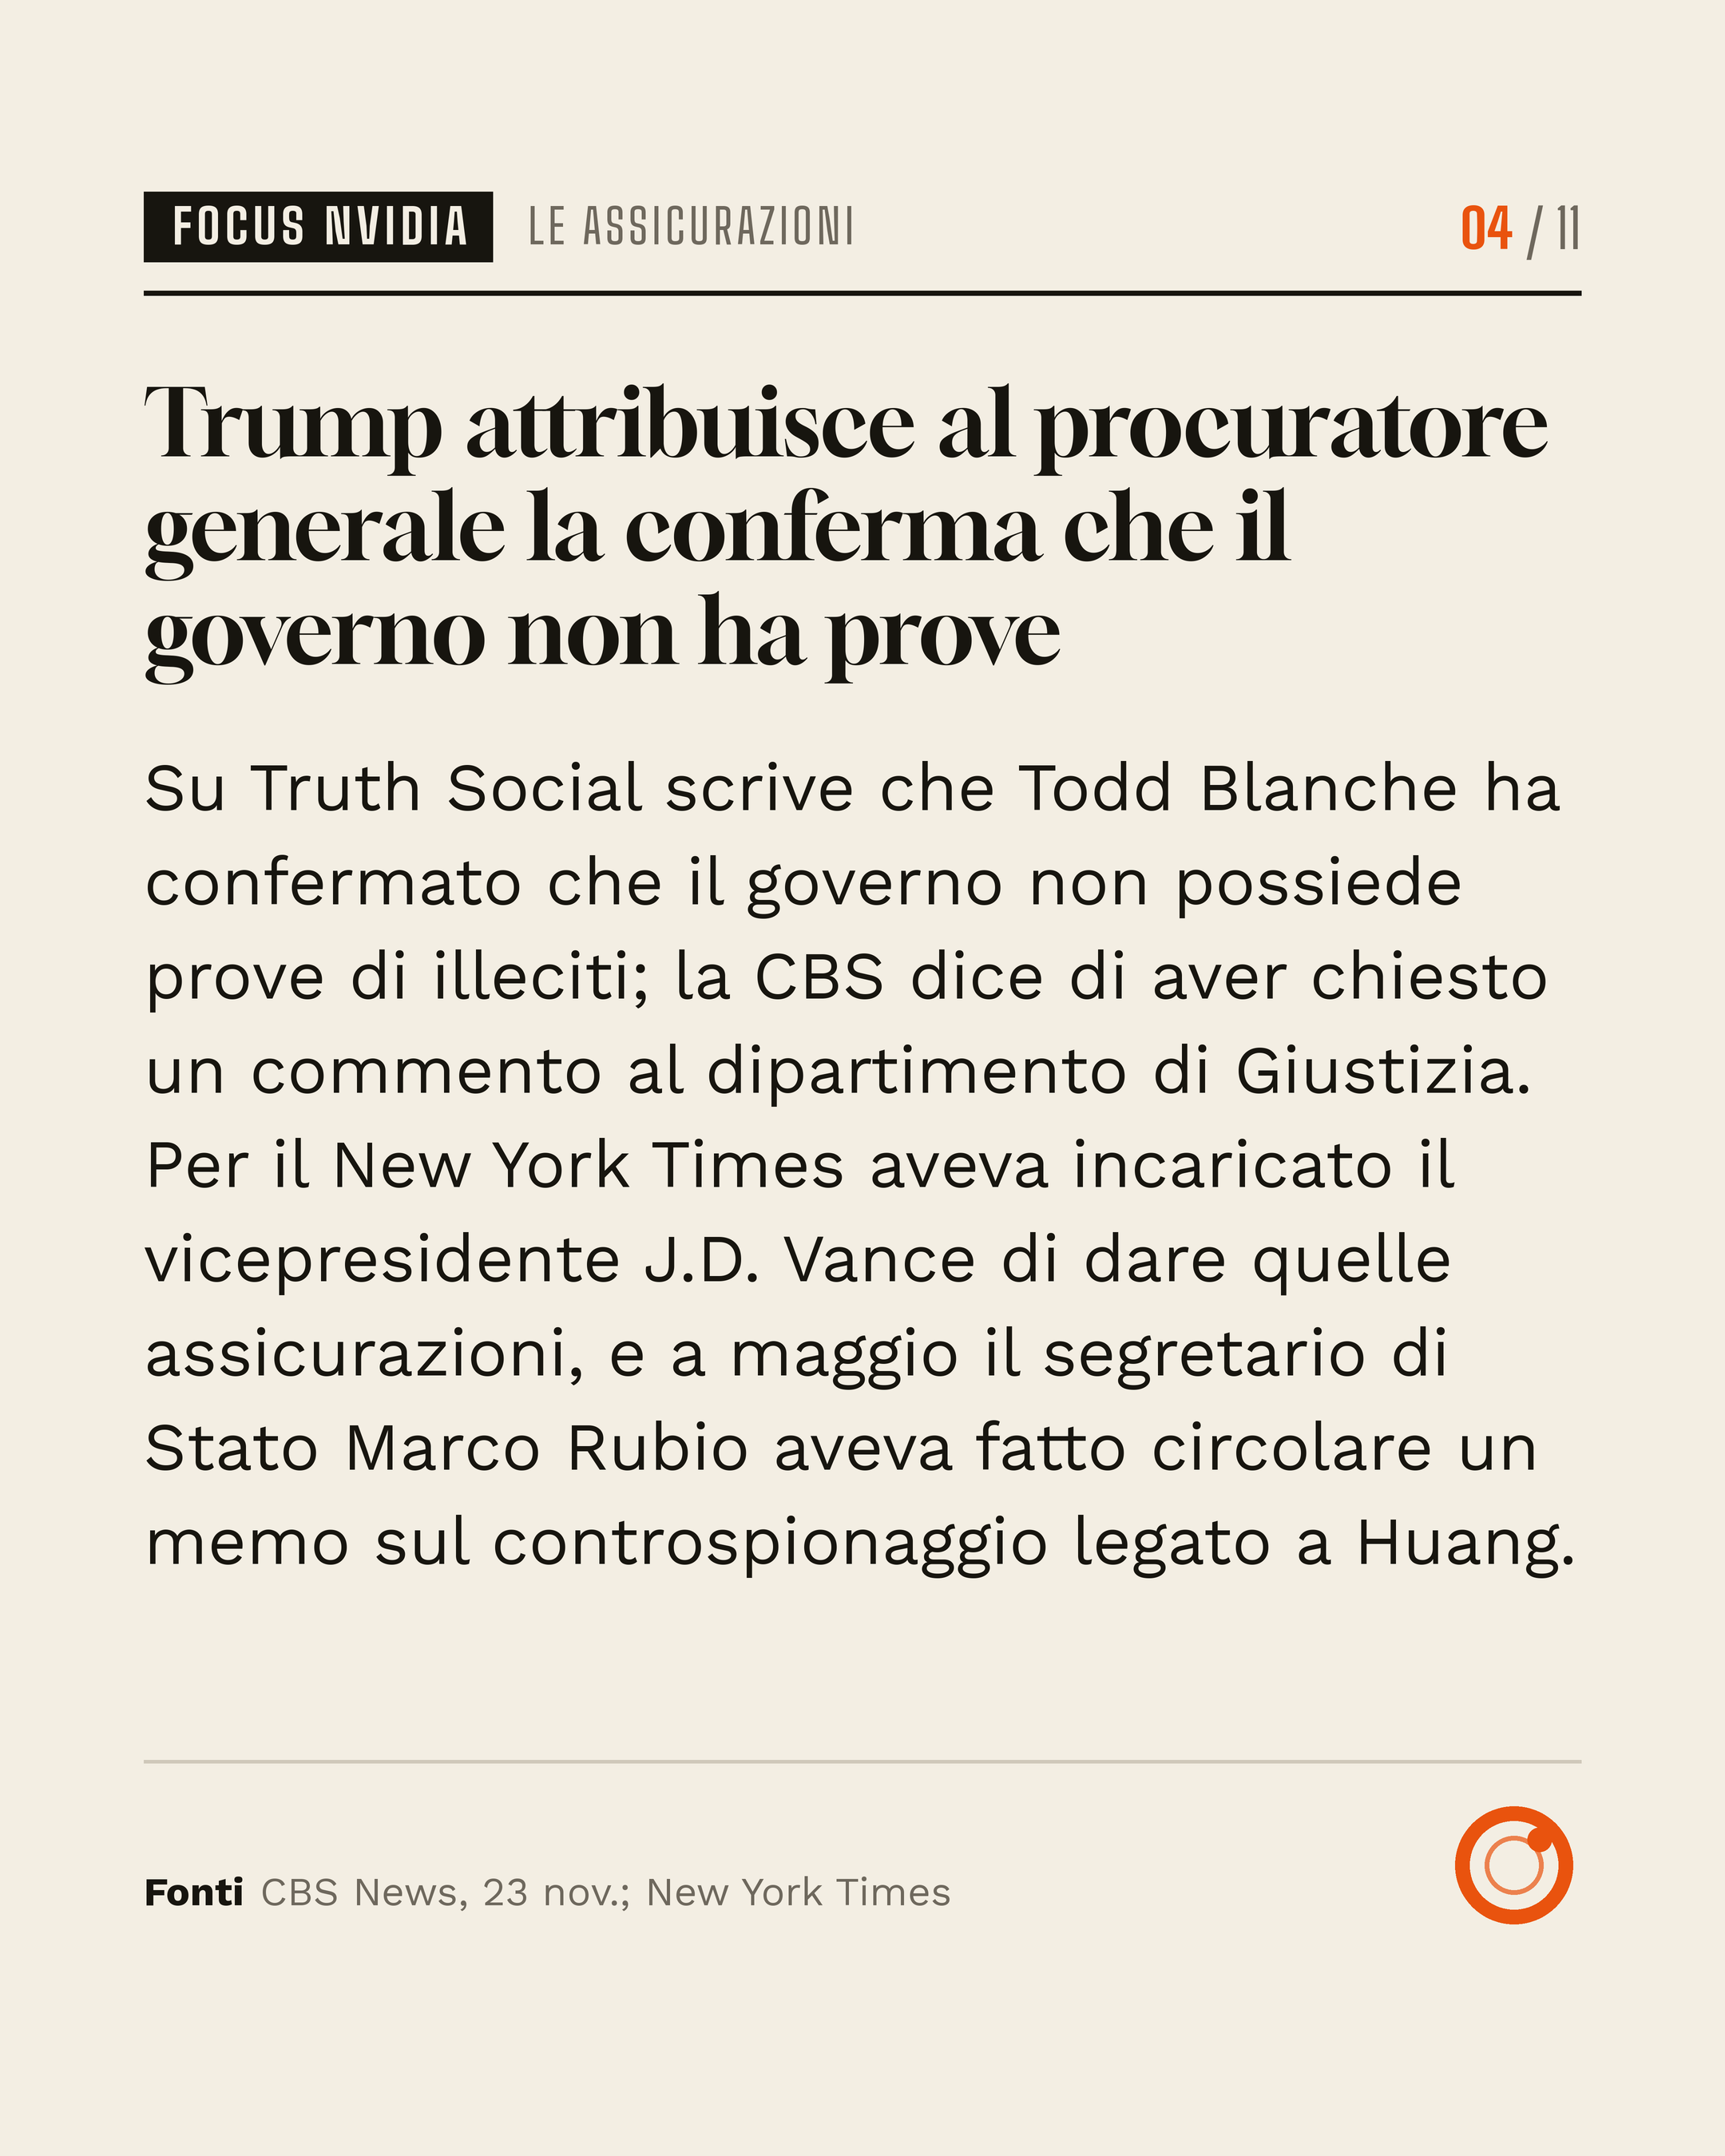 FOCUS NVIDIA LE ASSICURAZIONI 04 / 11
Trump attribuisce al procuratore
generale la conferma che il
governo non ha prove
Su Truth Social scrive che Todd Blanche ha
confermato che il governo non possiede
prove di illeciti; la CBS dice di aver chiesto
un commento al dipartimento di Giustizia.
Per il New York Times aveva incaricato il
vicepresidente J.D. Vance di dare quelle
assicurazioni, e a maggio il segretario di
Stato Marco Rubio aveva fatto circolare un
memo sul controspionaggio legato a Huang.
Fonti CBS News, 23 nov.; New York Times